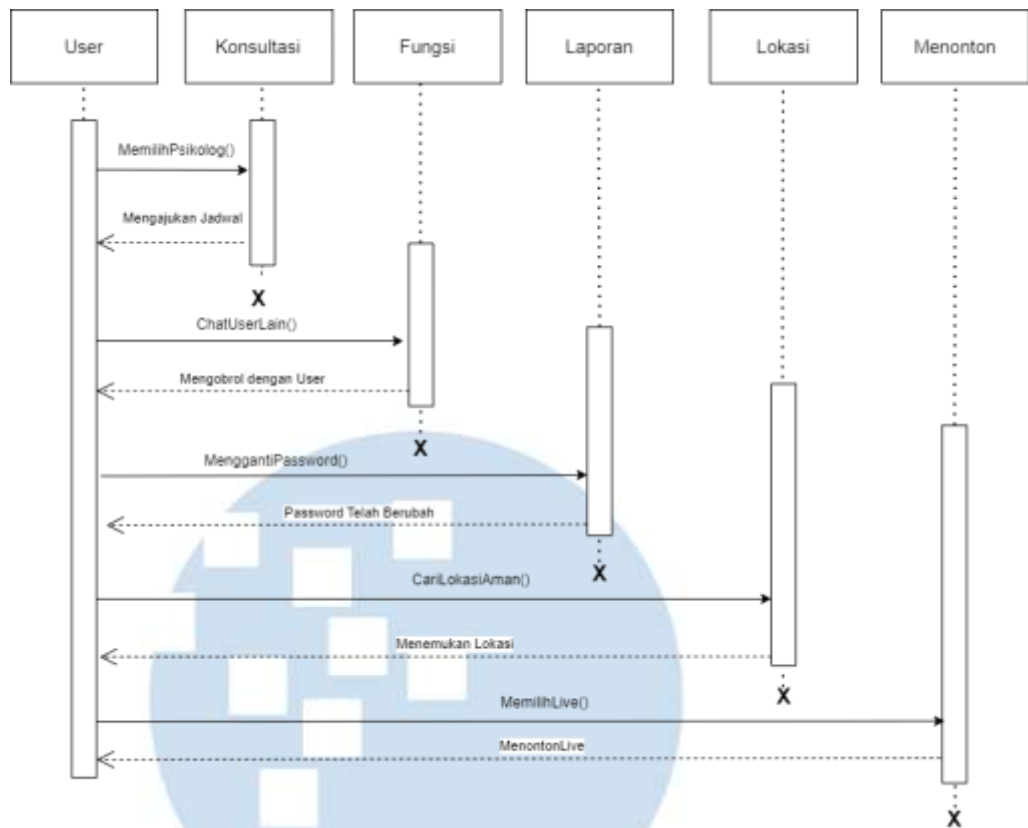 User
Konsultasi
Fungsi
Laporan
Lokasi
Menonton
MemilihPsikolog()
Mengajukan Jadwal
X
ChatUserLain()
Mengobrol dengan User
X
MenggantiPassword()
Password Telah Berubah
X
CariLokasiAman()
Menemukan Lokasi
X
MemilihLive()
MenontonLive
X